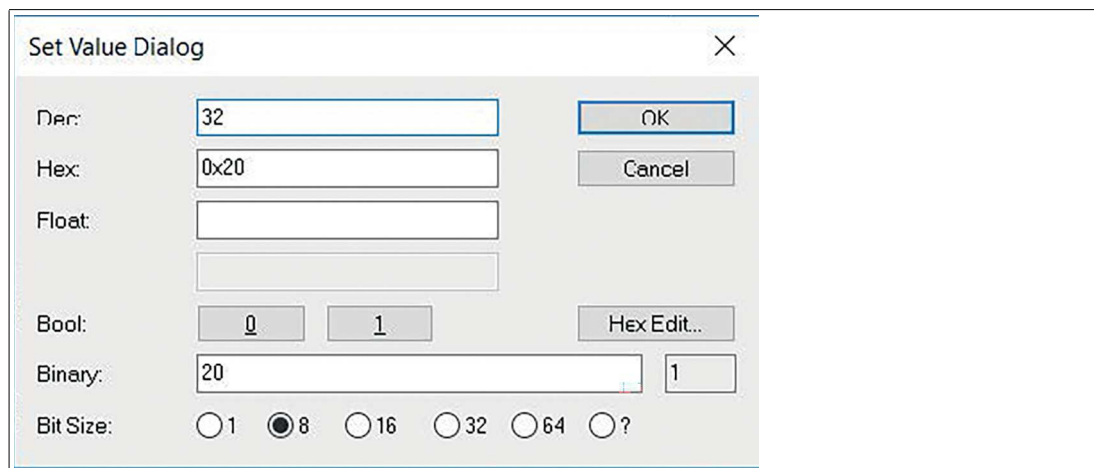 Set Value Dialog
Dec: 32 OK
Hex: 0x20 Cancel
Float:
Bool: 0 1 Hex Edit...
Binary: 20 1
Bit Size: 1 8 16 32 64 ?